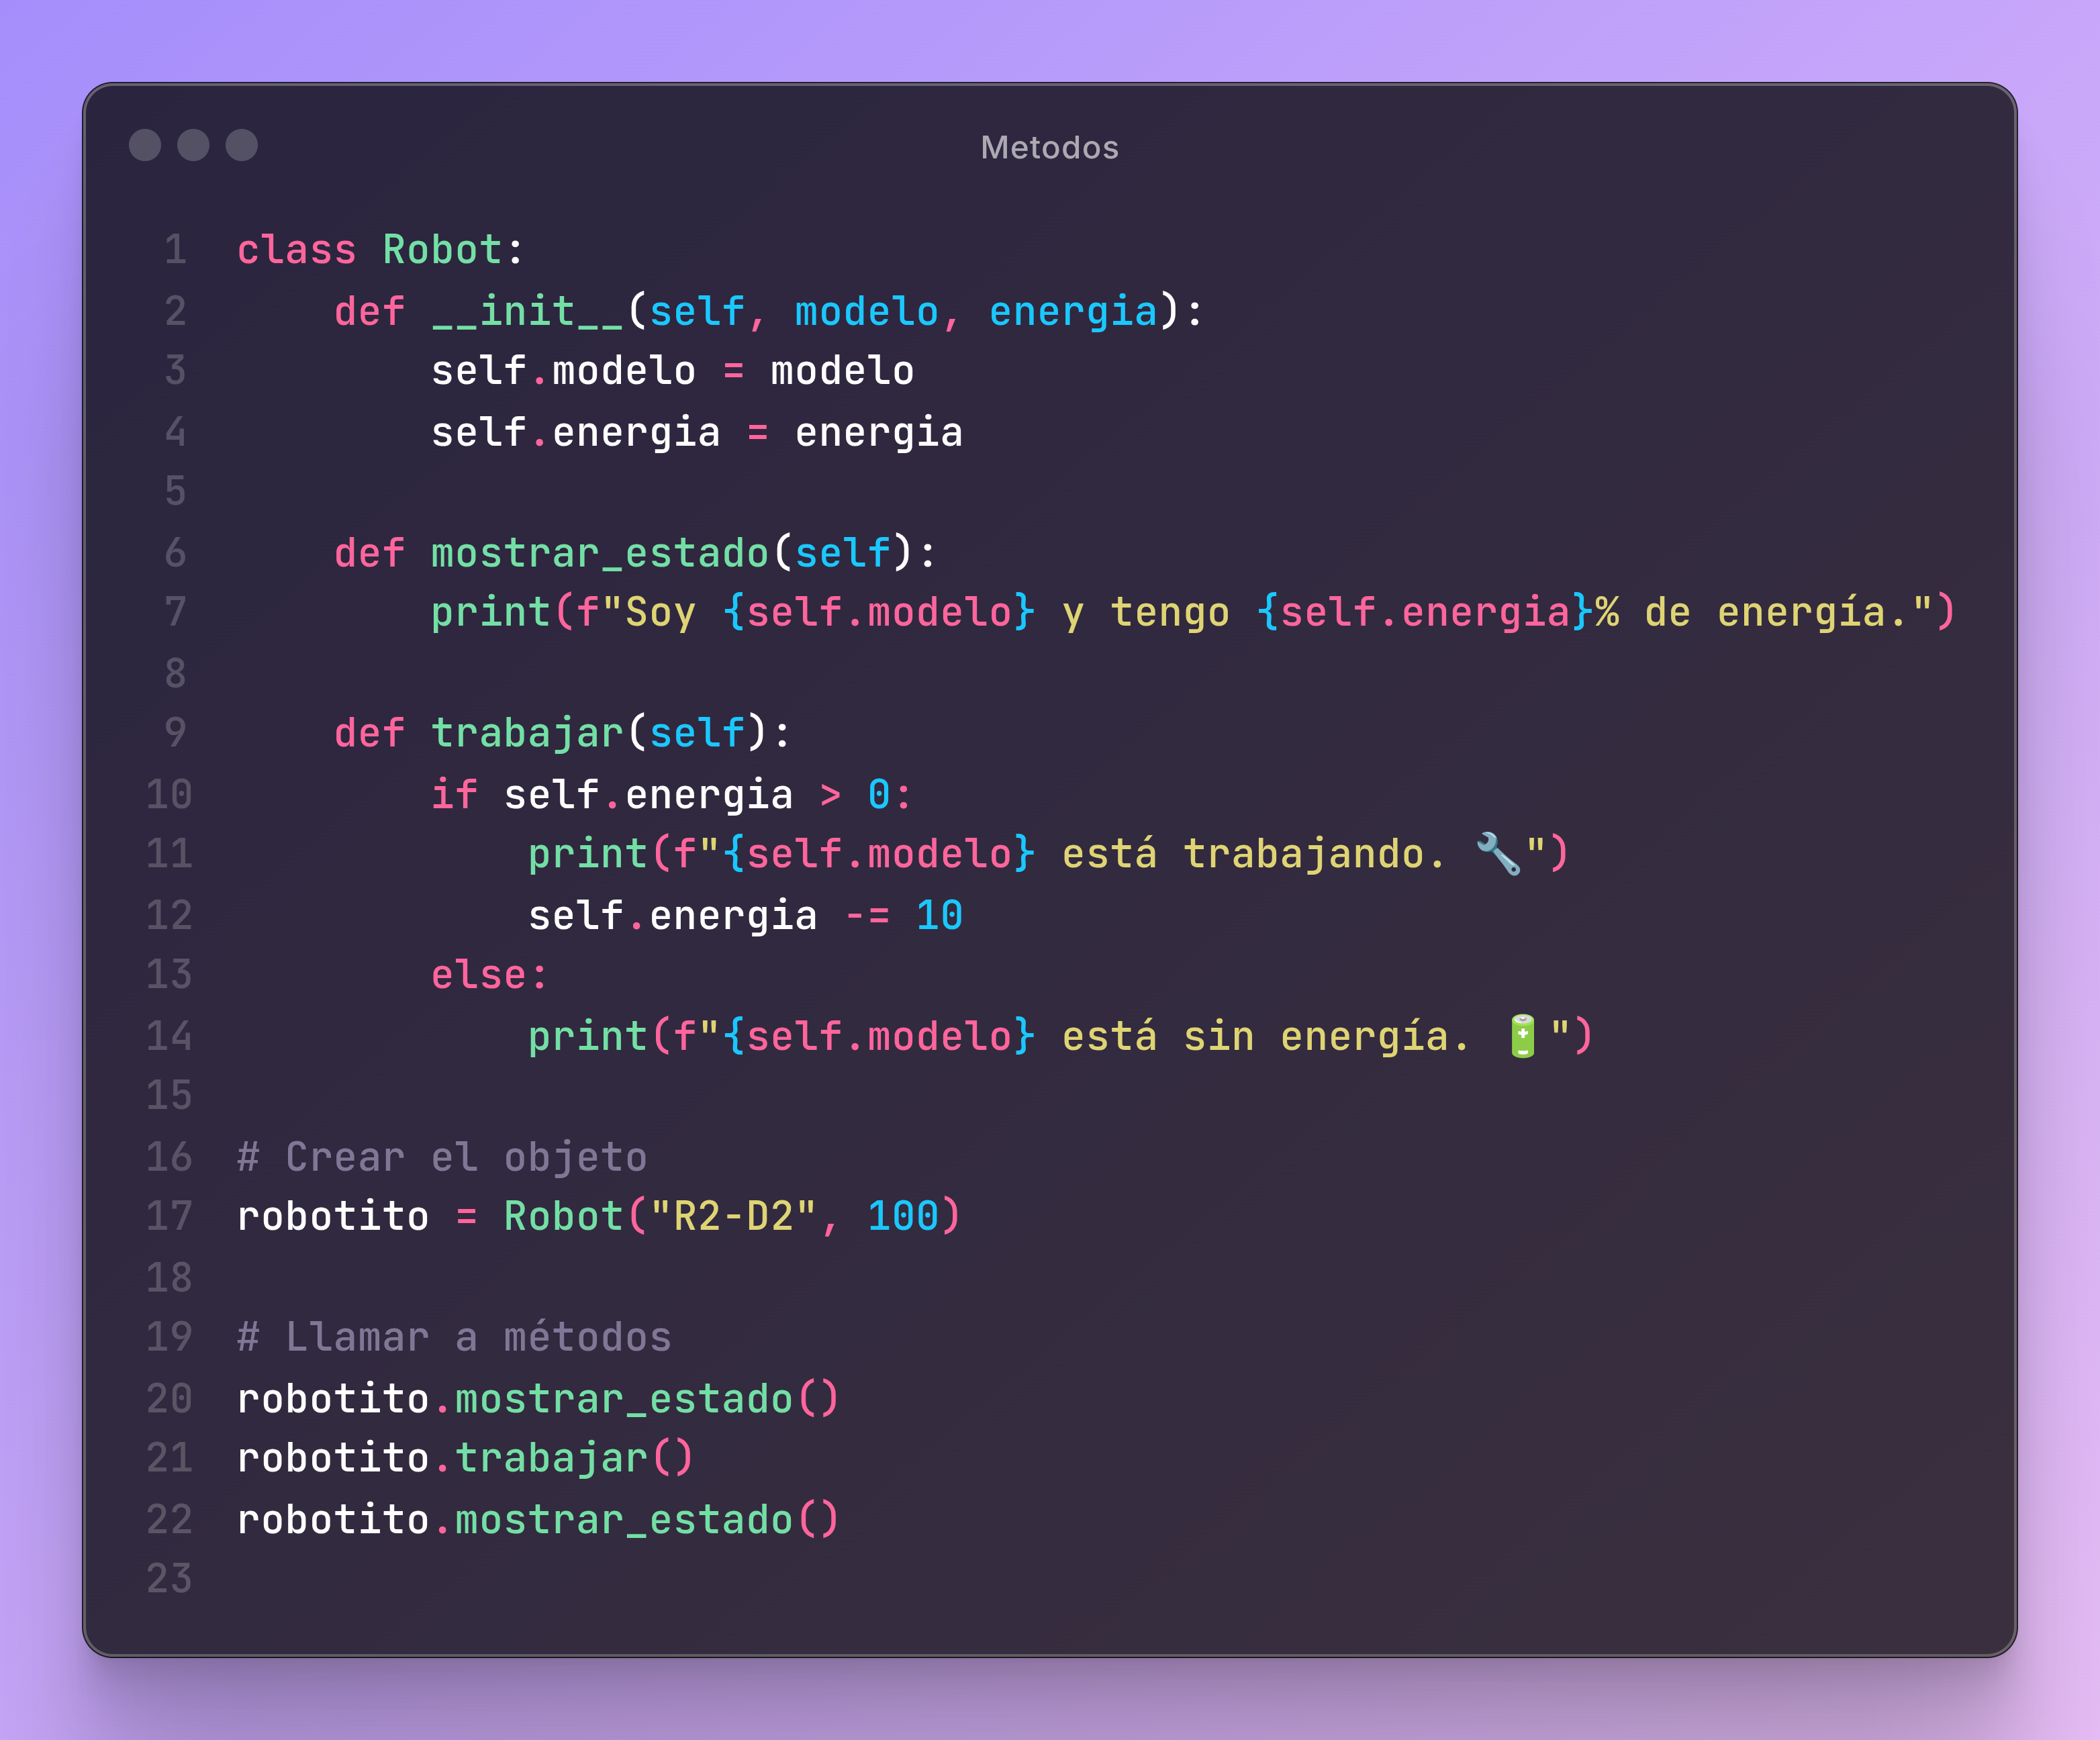 Metodos
1 class Robot:
2     def __init__(self, modelo, energia):
3         self.modelo = modelo
4         self.energia = energia
5
6     def mostrar_estado(self):
7         print(f"Soy {self.modelo} y tengo {self.energia}% de energía.")
8
9     def trabajar(self):
10         if self.energia > 0:
11             print(f"{self.modelo} está trabajando. 🔧")
12             self.energia -= 10
13         else:
14             print(f"{self.modelo} está sin energía. 🔋")
15
16 # Crear el objeto
17 robotito = Robot("R2-D2", 100)
18
19 # Llamar a métodos
20 robotito.mostrar_estado()
21 robotito.trabajar()
22 robotito.mostrar_estado()
23